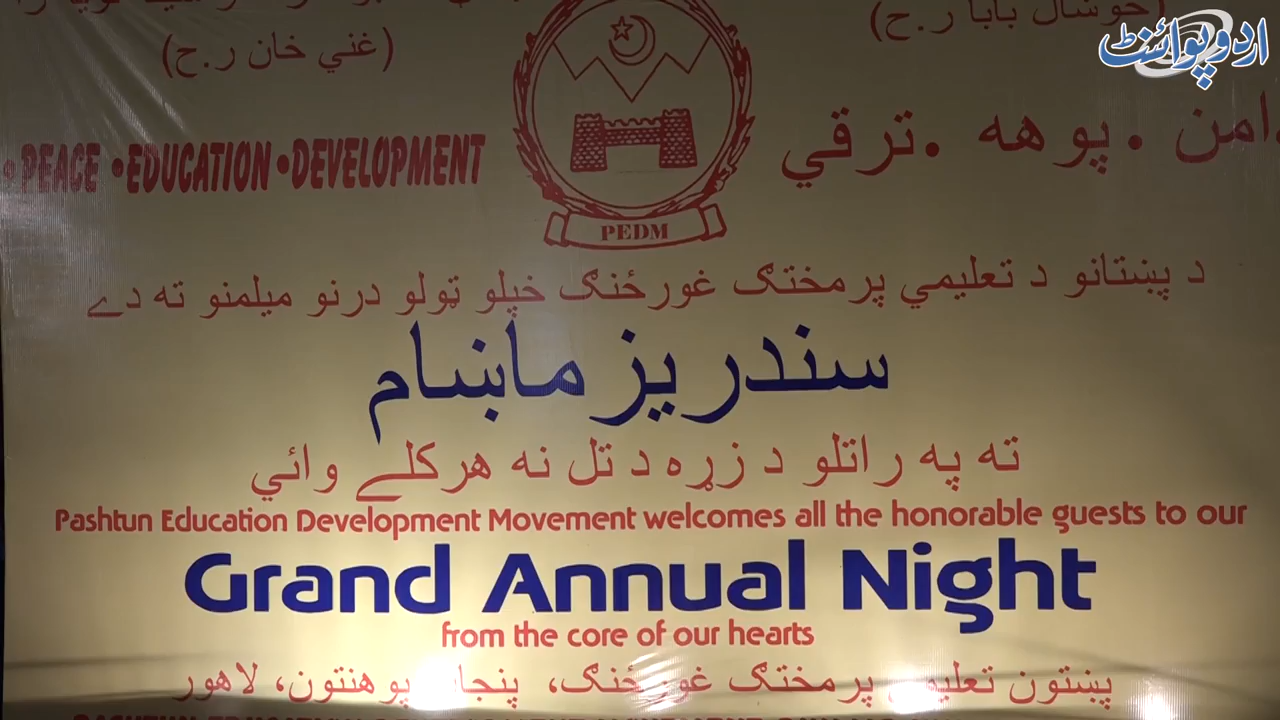 اردو پوائنٹ
(خوشال بابا ر.ح)
(غني خان ر.ح)
امن . پوهه . ترقي
• PEACE • EDUCATION • DEVELOPMENT
PEDM
د پښتانو د تعليمي پرمختګ غورځنګ خپلو ټولو درنو ميلمنو ته دے
سندريز ماښام
ته په راتلو د زړه د تل نه هرکلے وائي
Pashtun Education Development Movement welcomes all the honorable guests to our
Grand Annual Night
from the core of our hearts
پښتون تعليمي پرمختګ غورځنګ، پنجاب پوهنتون، لاهور